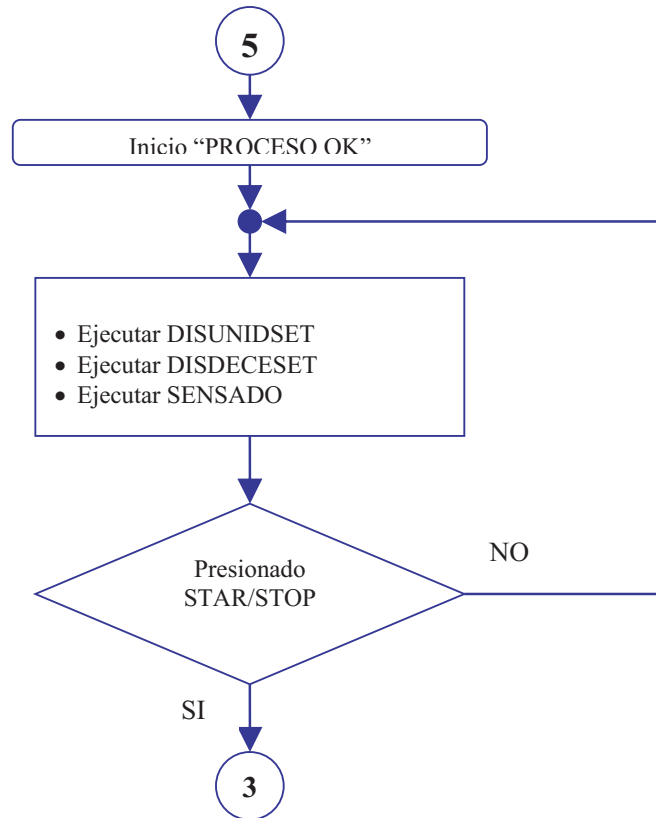 5
Inicio “PROCESO OK”
• Ejecutar DISUNIDSET
• Ejecutar DISDECESET
• Ejecutar SENSADO
Presionado
STAR/STOP
NO
SI
3